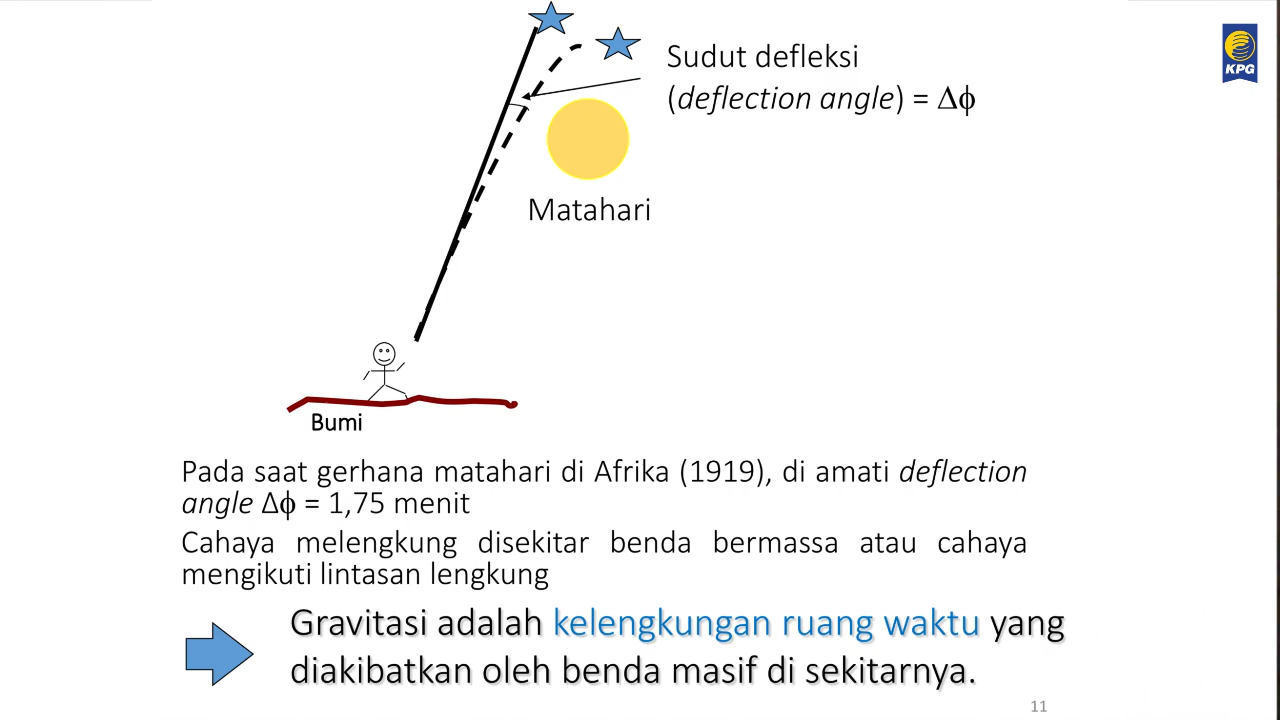 KPG
Sudut defleksi
(deflection angle) = Δϕ
Matahari
Bumi
Pada saat gerhana matahari di Afrika (1919), di amati deflection
angle Δϕ = 1,75 menit
Cahaya melengkung disekitar benda bermassa atau cahaya
mengikuti lintasan lengkung
Gravitasi adalah kelengkungan ruang waktu yang
diakibatkan oleh benda masif di sekitarnya.
11